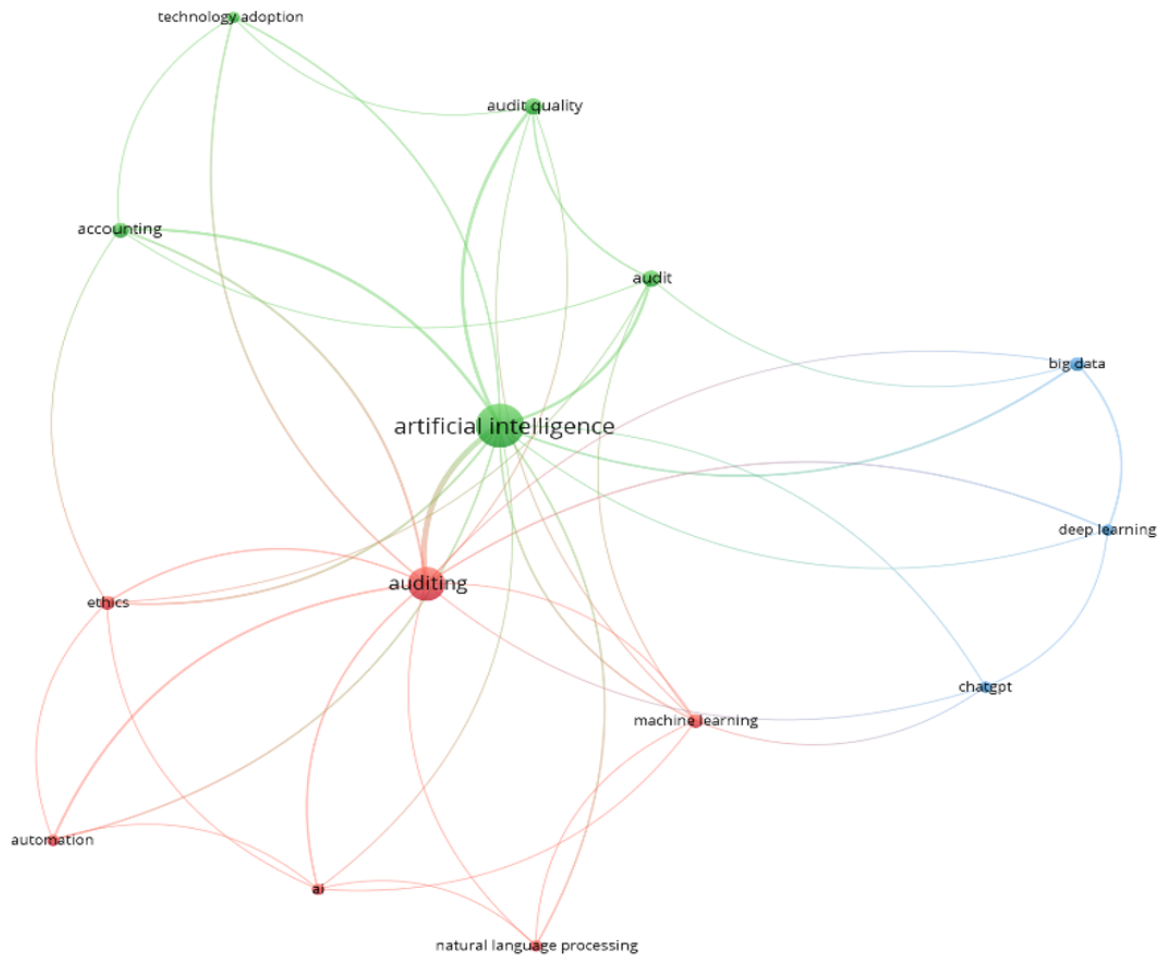 technology adoption
audit quality
accounting
audit
big data
artificial intelligence
deep learning
auditing
ethics
chatgpt
machine learning
automation
ai
natural language processing